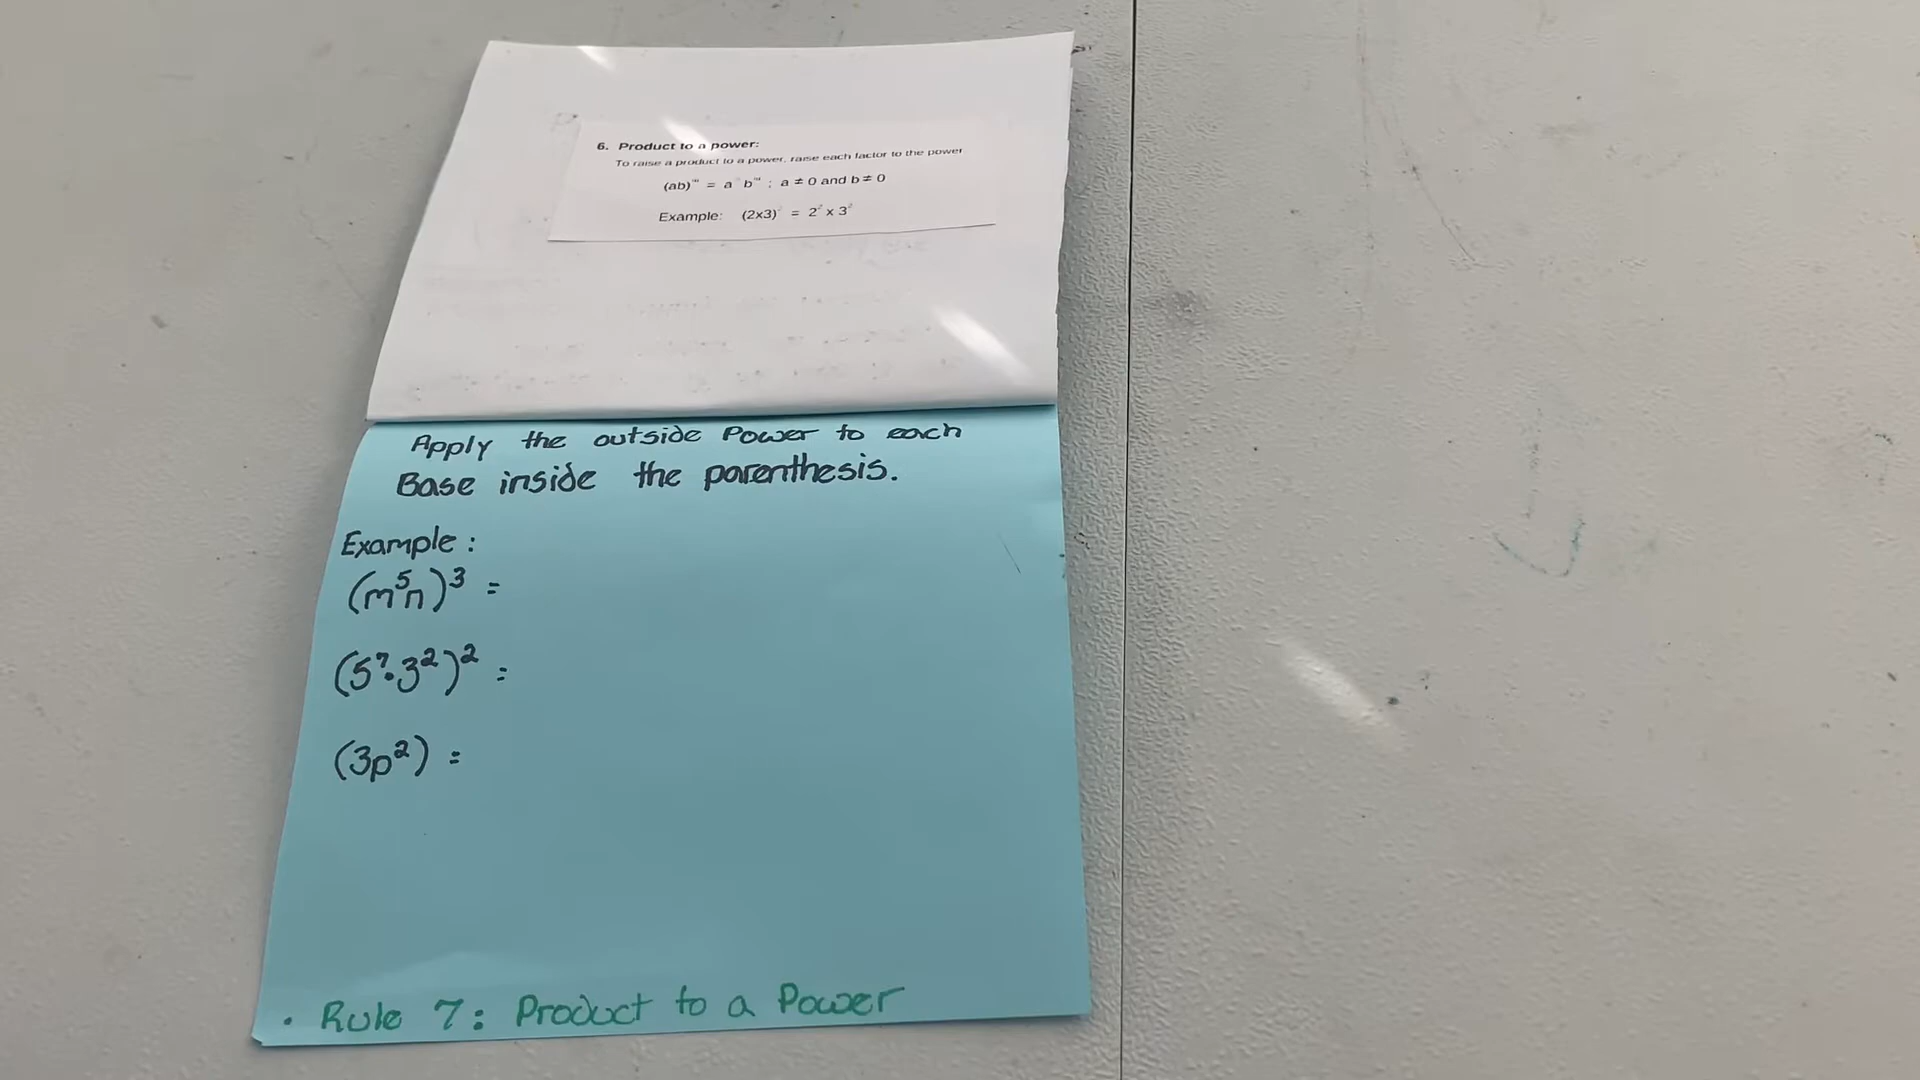 6. Product to a power:
To raise a product to a power, raise each factor to the power
(ab)ᵐ = aᵐbᵐ ; a ≠ 0 and b ≠ 0
Example: (2x3)² = 2² x 3²
Apply the outside Power to each
Base inside the parenthesis.
Example:
(m⁵n)³ =
(5⁷·3²)² =
(3p²) =
· Rule 7: Product to a Power